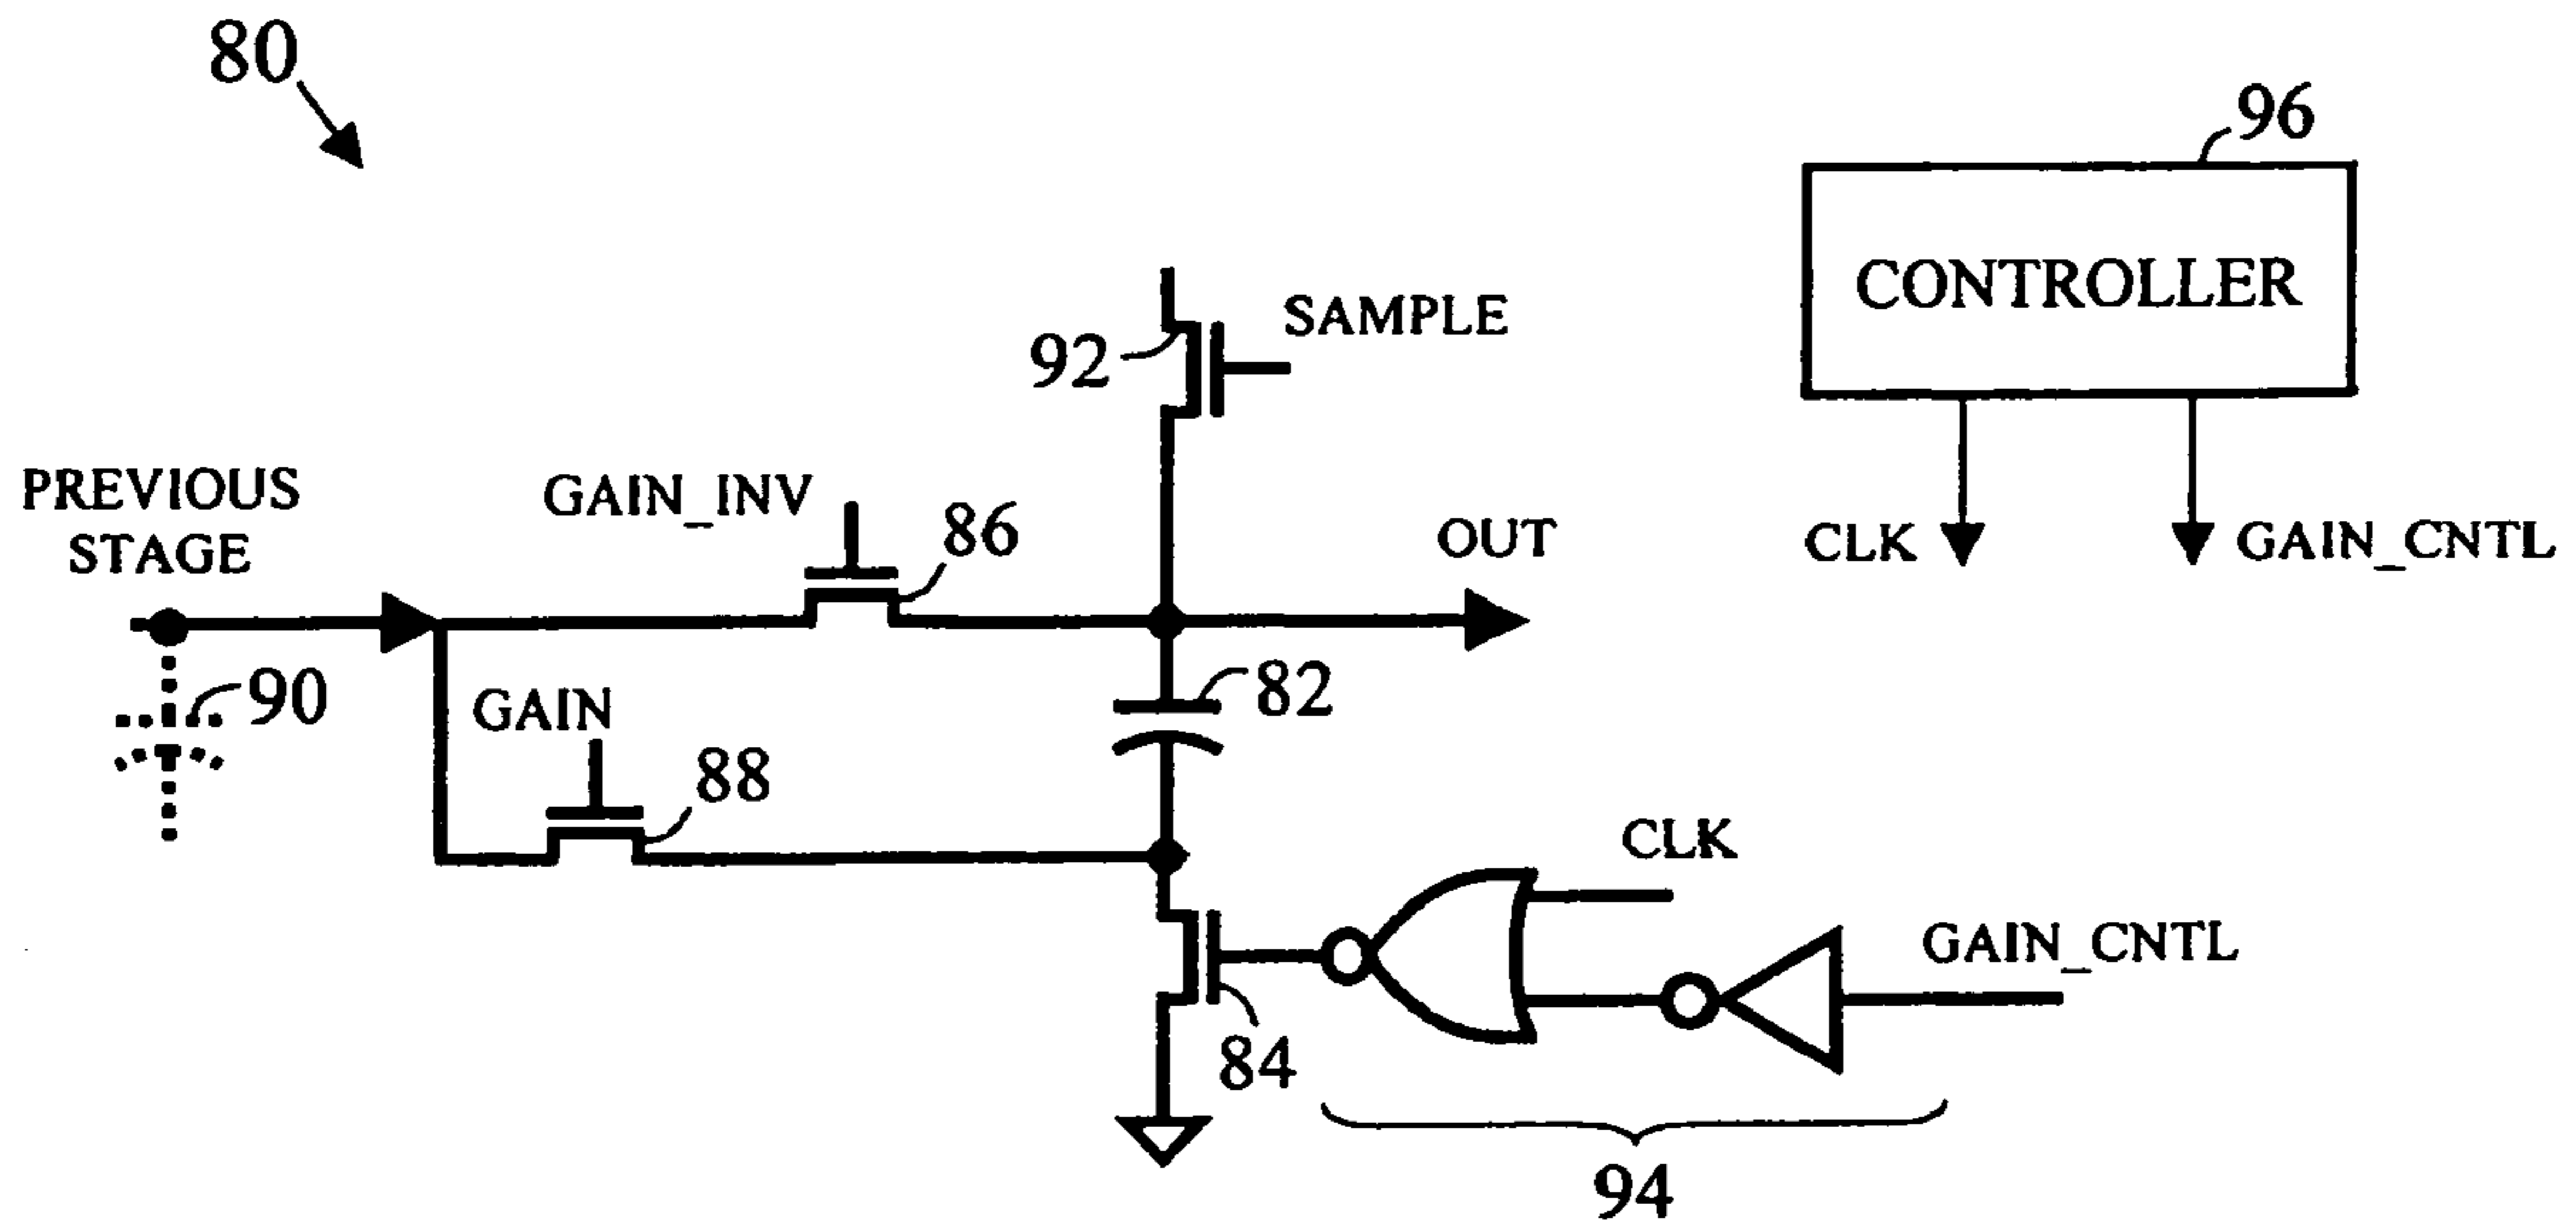 80
96
CONTROLLER
92
SAMPLE
PREVIOUS
STAGE
GAIN_INV
86
OUT
CLK
GAIN_CNTL
90
GAIN
82
88
CLK
GAIN_CNTL
84
94